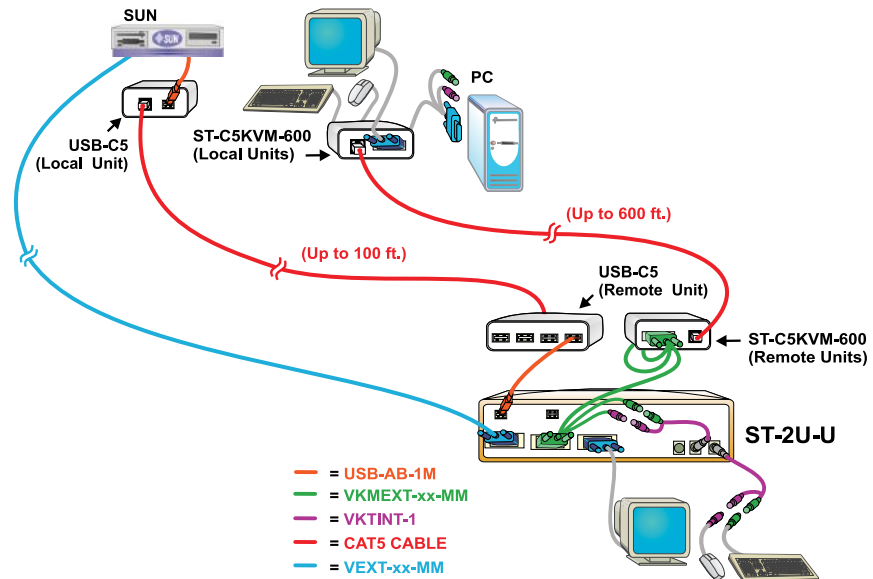 SUN
SUN
PC
USB-C5
(Local Unit)
ST-C5KVM-600
(Local Units)
(Up to 600 ft.)
(Up to 100 ft.)
USB-C5
(Remote Unit)
ST-C5KVM-600
(Remote Units)
ST-2U-U
= USB-AB-1M
= VKMEXT-xx-MM
= VKTINT-1
= CAT5 CABLE
= VEXT-xx-MM